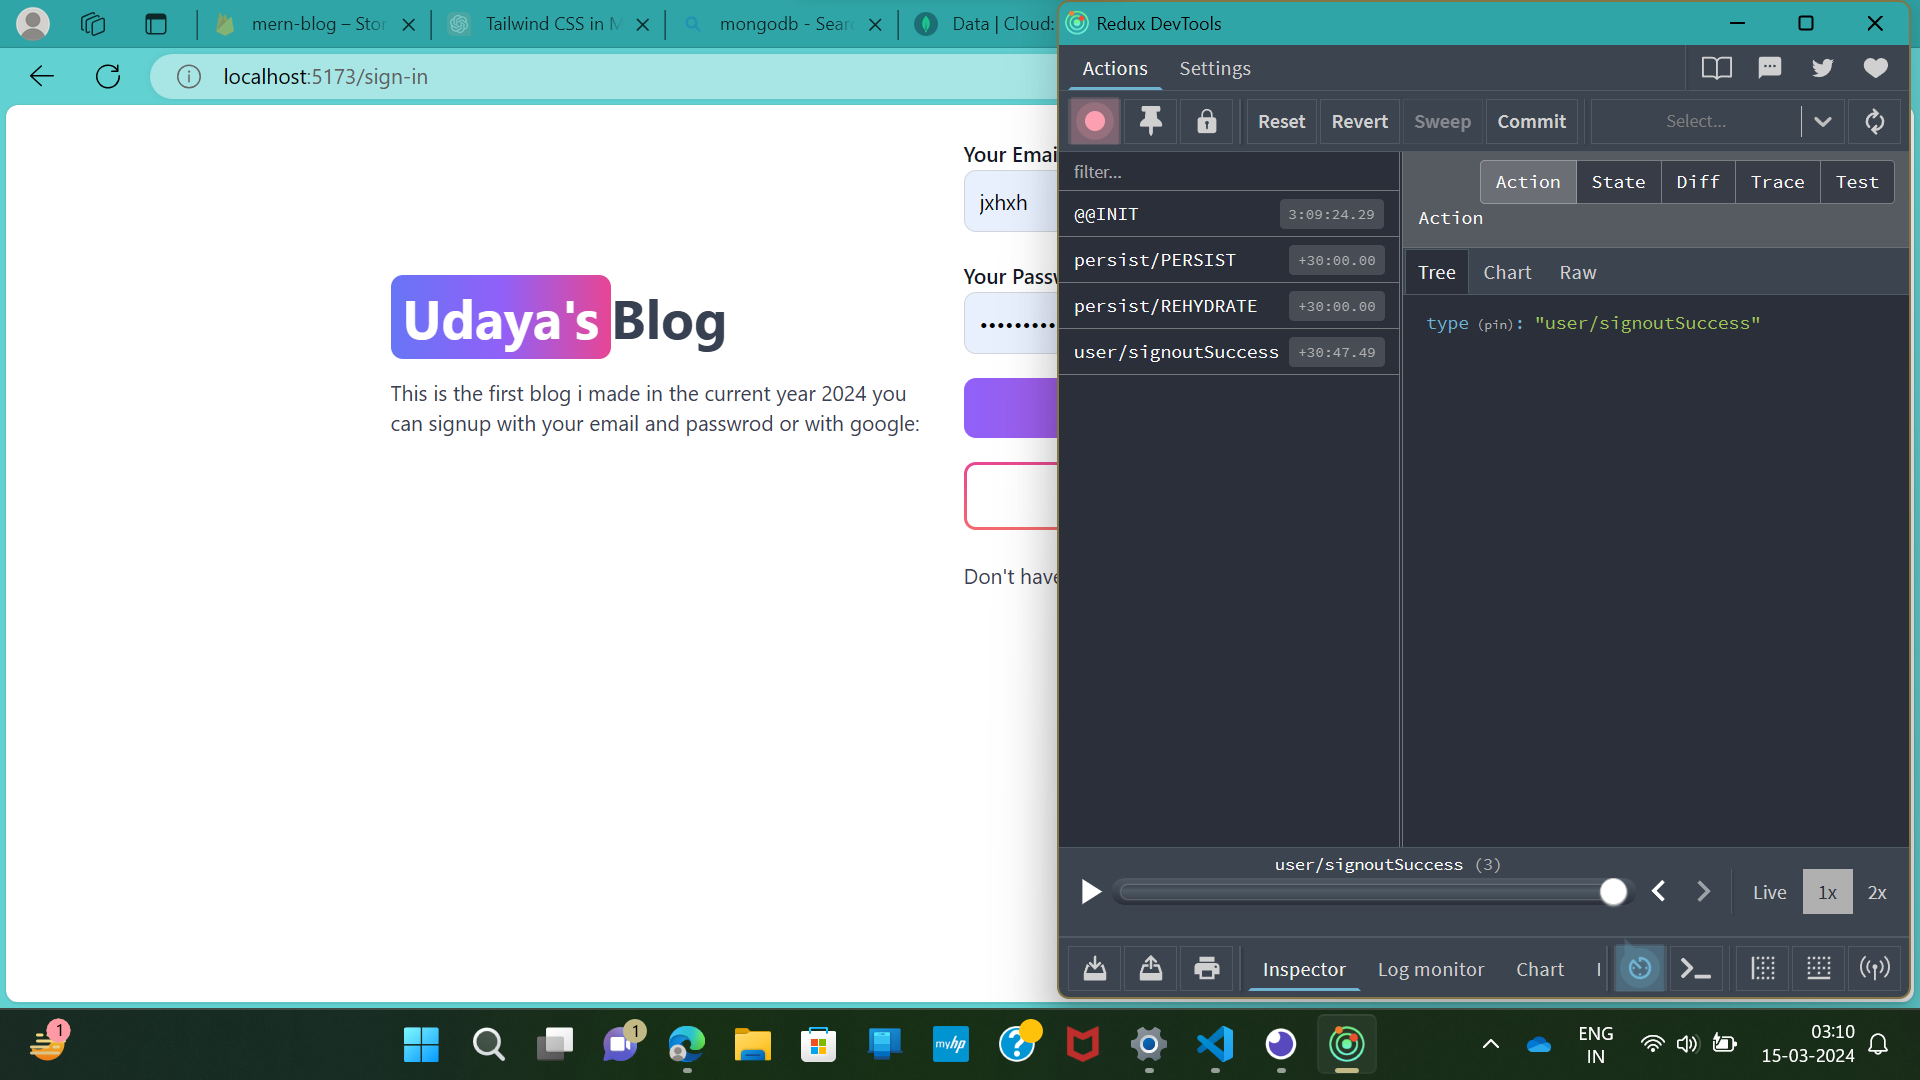 mern-blog – Stor
Tailwind CSS in M
mongodb - Searc
Data | Cloud:
localhost:5173/sign-in
Your Emai
jxhxh
Your Passw
Udaya's Blog
This is the first blog i made in the current year 2024 you
can signup with your email and passwrod or with google:
Don't have
Redux DevTools
Actions Settings
Reset Revert Sweep Commit Select...
filter...
@@INIT 3:09:24.29
persist/PERSIST +30:00.00
persist/REHYDRATE +30:00.00
user/signoutSuccess +30:47.49
Action State Diff Trace Test
Action
Tree Chart Raw
type (pin): "user/signoutSuccess"
user/signoutSuccess (3)
Live 1x 2x
Inspector Log monitor Chart
1
1
myhp
ENG
IN
03:10
15-03-2024